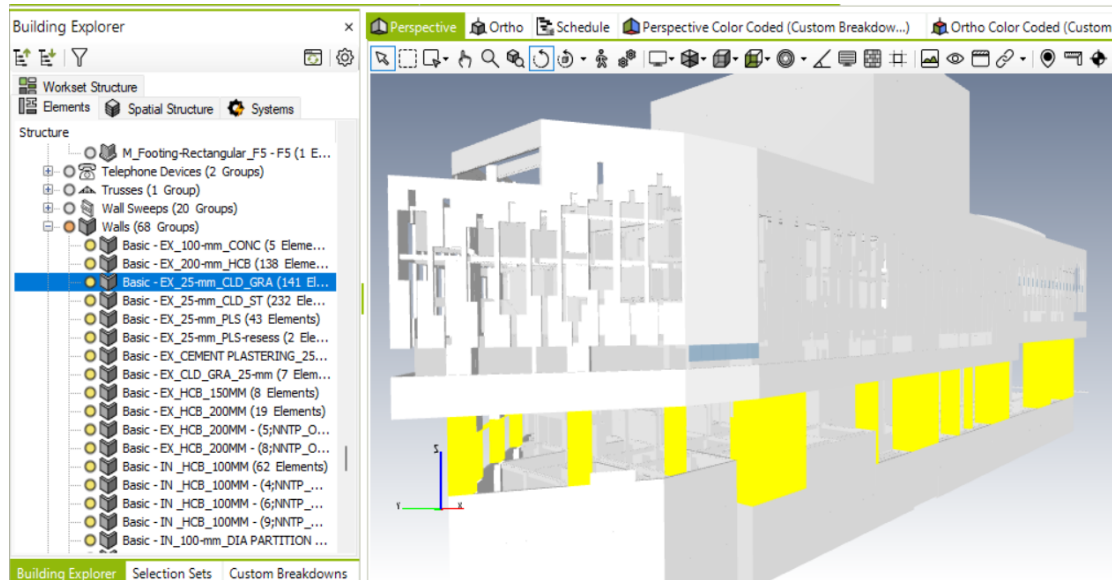 Building Explorer
Workset Structure
Elements Spatial Structure Systems
Structure
M_Footing-Rectangular_F5 - F5 (1 E...
Telephone Devices (2 Groups)
Trusses (1 Group)
Wall Sweeps (20 Groups)
Walls (68 Groups)
Basic - EX_100-mm_CONC (5 Eleme...
Basic - EX_200-mm_HCB (138 Eleme...
Basic - EX_25-mm_CLD_GRA (141 El...
Basic - EX_25-mm_CLD_ST (232 Ele...
Basic - EX_25-mm_PLS (43 Elements)
Basic - EX_25-mm_PLS-resess (2 Ele...
Basic - EX_CEMENT PLASTERING_25...
Basic - EX_CLD_GRA_25-mm (7 Elem...
Basic - EX_HCB_150MM (8 Elements)
Basic - EX_HCB_200MM (19 Elements)
Basic - EX_HCB_200MM - (5;NNTP_O...
Basic - EX_HCB_200MM - (8;NNTP_O...
Basic - IN _HCB_100MM (62 Elements)
Basic - IN _HCB_100MM - (4;NNTP_...
Basic - IN _HCB_100MM - (6;NNTP_...
Basic - IN _HCB_100MM - (9;NNTP_...
Basic - IN_100-mm_DIA PARTITION ...
Building Explorer Selection Sets Custom Breakdowns
Perspective Ortho Schedule Perspective Color Coded (Custom Breakdow...) Ortho Color Coded (Custom
Z
Y X